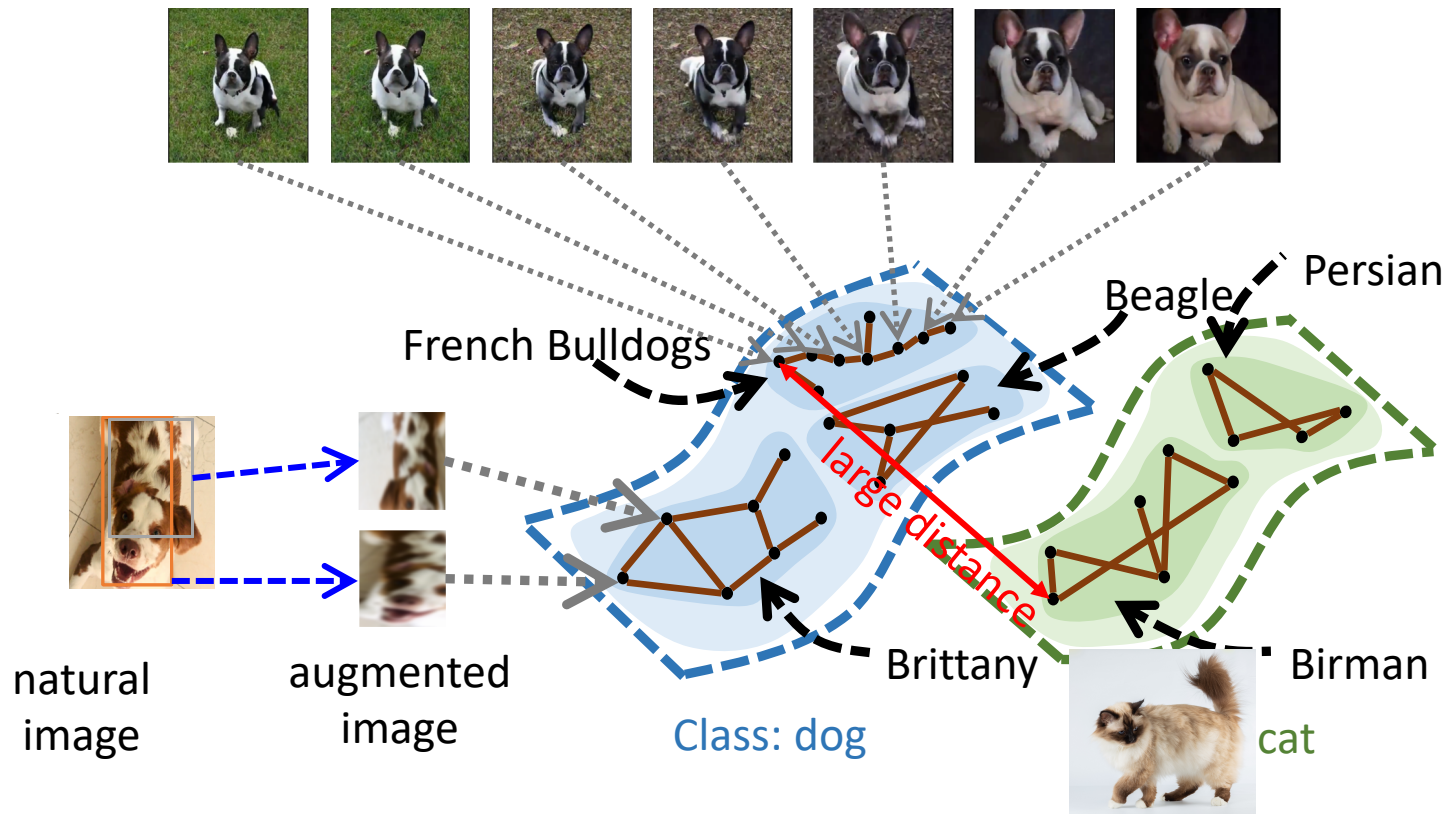 Persian
Beagle
French Bulldogs
large distance
Brittany
Birman
natural
image
augmented
image
Class: dog
cat